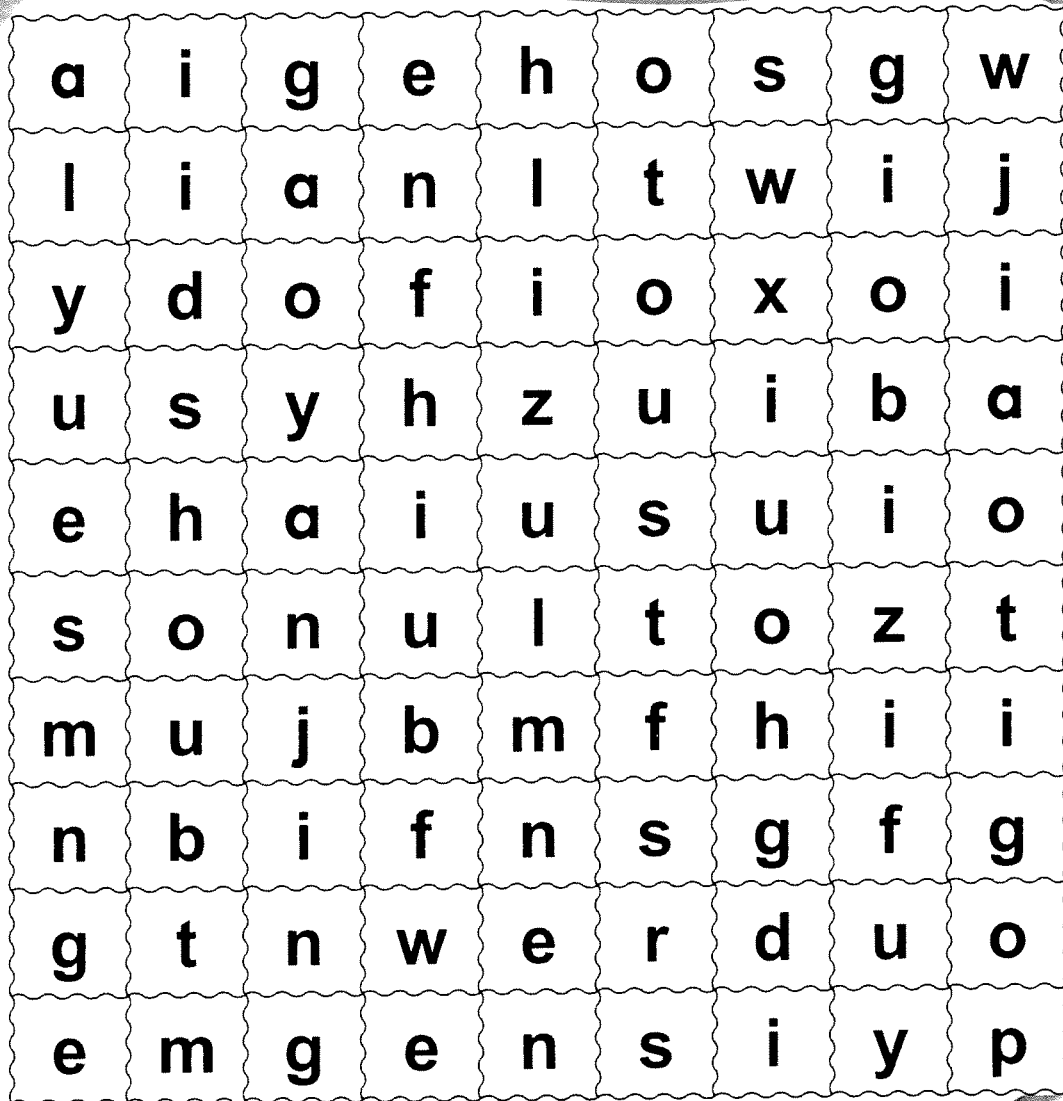 a i g e h o s g w
l i a n l t w i j
y d o f i o x o i
u s y h z u i b a
e h a i u s u i o
s o n u l t o z t
m u j b m f h i i
n b i f n s g f g
g t n w e r d u o
e m g e n s i y p